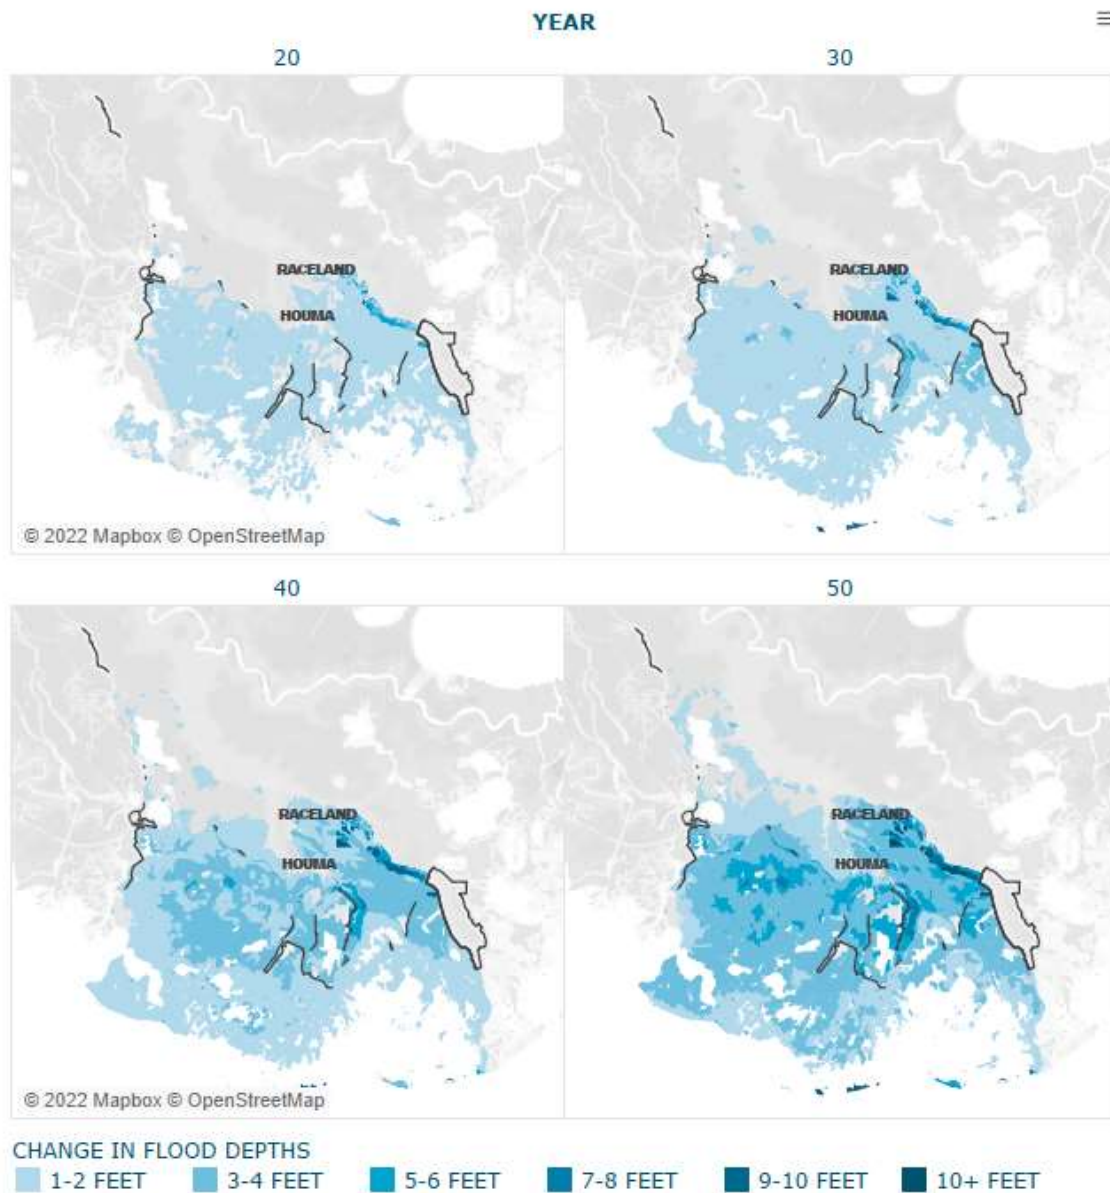 YEAR
20
30
RACELAND
HOUMA
RACELAND
HOUMA
© 2022 Mapbox © OpenStreetMap
40
50
RACELAND
HOUMA
RACELAND
HOUMA
© 2022 Mapbox © OpenStreetMap
CHANGE IN FLOOD DEPTHS
1-2 FEET
3-4 FEET
5-6 FEET
7-8 FEET
9-10 FEET
10+ FEET